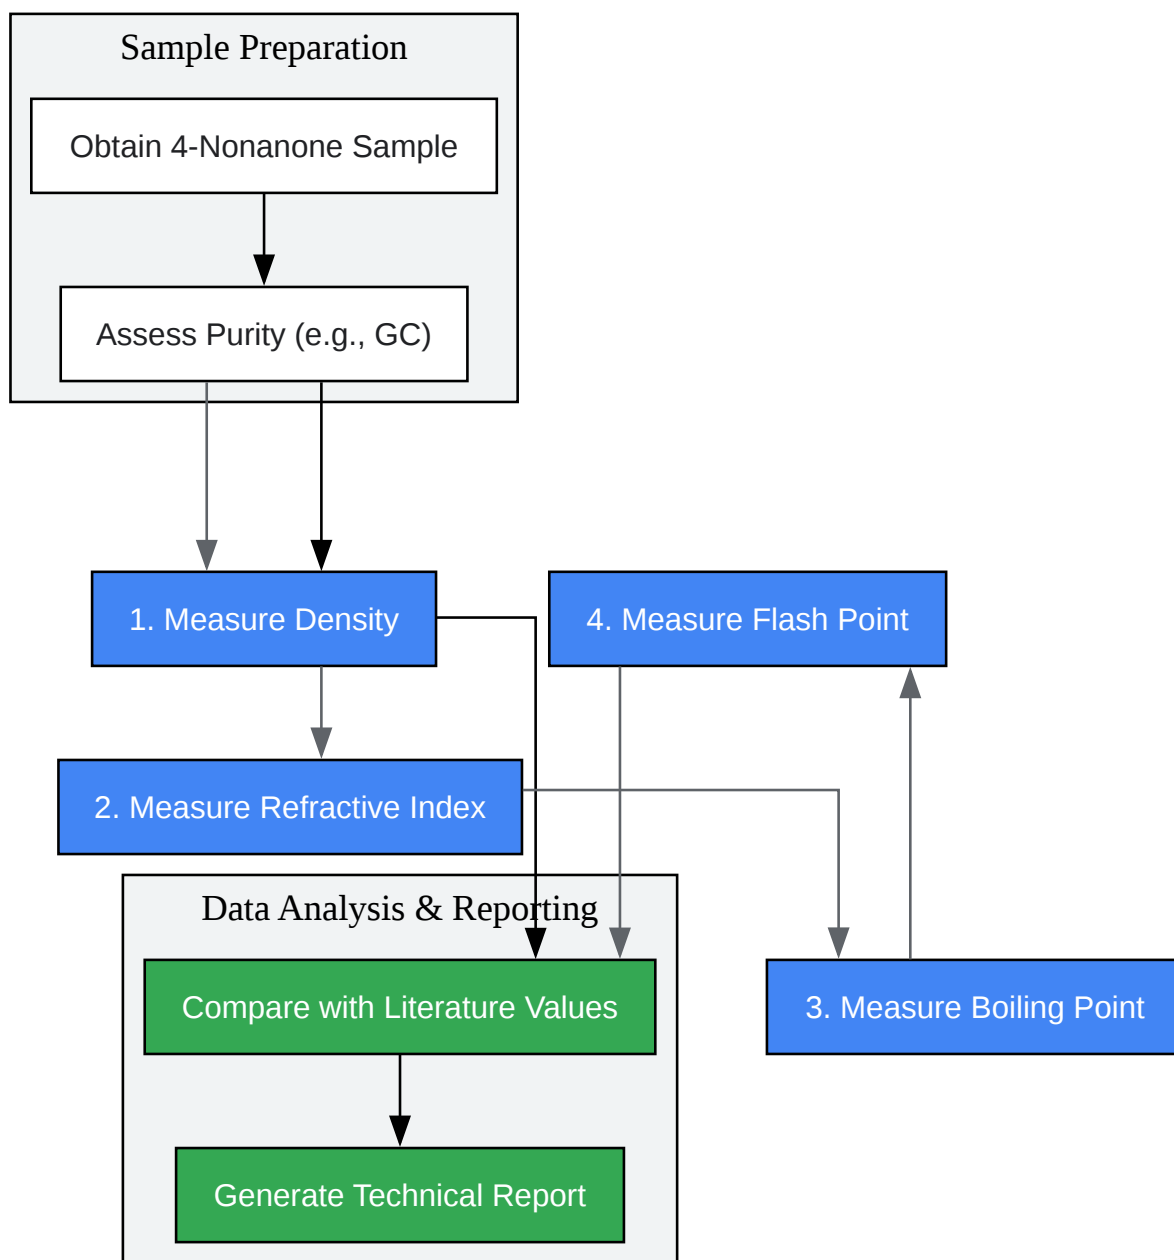 Sample Preparation
Obtain 4-Nonanone Sample
Assess Purity (e.g., GC)
1. Measure Density
4. Measure Flash Point
2. Measure Refractive Index
Data Analysis & Reporting
Compare with Literature Values
3. Measure Boiling Point
Generate Technical Report